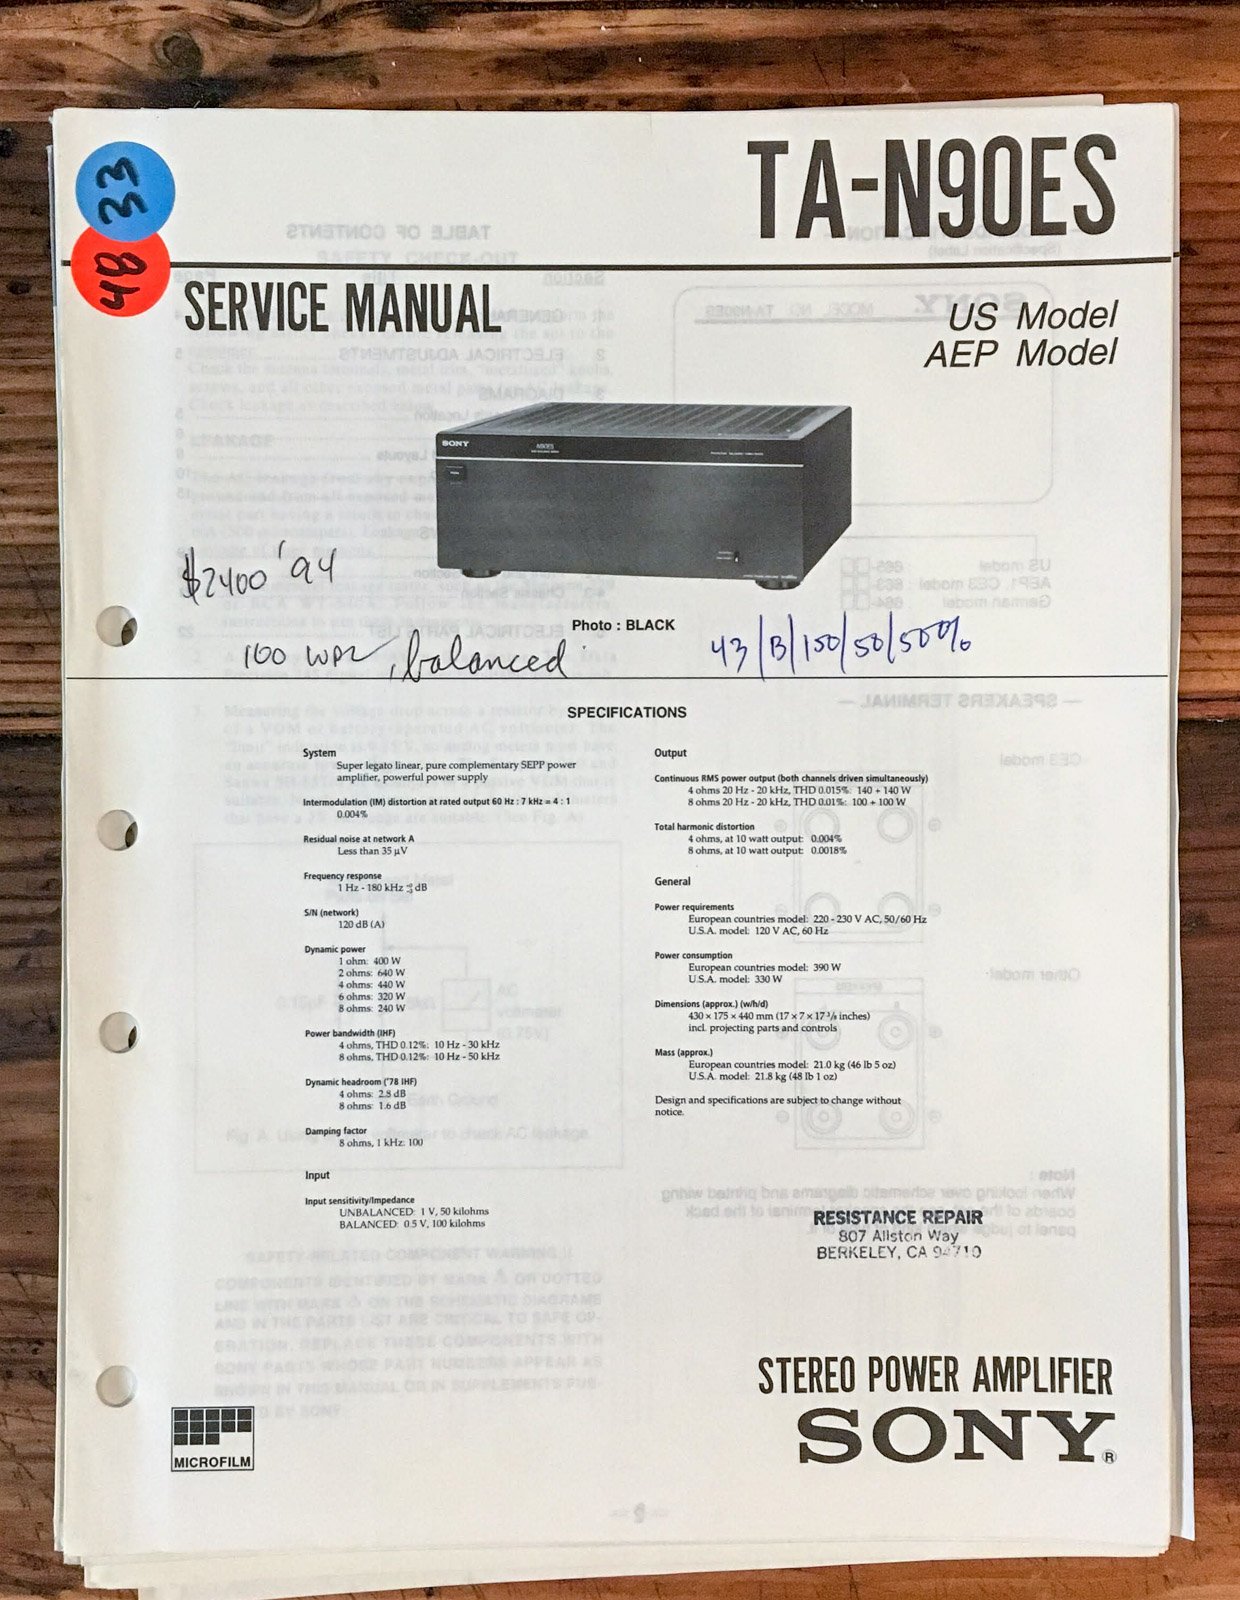 33
48
TA-N90ES
SERVICE MANUAL
US Model
AEP Model
SONY
N90ES
$2400 '94
Photo : BLACK
100 WPC, balanced
43/B/150/50/50%
SPECIFICATIONS
System
Super legato linear, pure complementary SEPP power
amplifier, powerful power supply
Intermodulation (IM) distortion at rated output 60 Hz : 7 kHz = 4 : 1
0.004%
Residual noise at network A
Less than 35 µV
Frequency response
1 Hz - 180 kHz dB
S/N (network)
120 dB (A)
Dynamic power
1 ohm: 400 W
2 ohms: 640 W
4 ohms: 440 W
6 ohms: 320 W
8 ohms: 240 W
Power bandwidth (IHF)
4 ohms, THD 0.12%: 10 Hz - 30 kHz
8 ohms, THD 0.12%: 10 Hz - 50 kHz
Dynamic headroom ('78 IHF)
4 ohms: 2.8 dB
8 ohms: 1.6 dB
Damping factor
8 ohms, 1 kHz: 100
Input
Input sensitivity/Impedance
UNBALANCED: 1 V, 50 kilohms
BALANCED: 0.5 V, 100 kilohms
Output
Continuous RMS power output (both channels driven simultaneously)
4 ohms 20 Hz - 20 kHz, THD 0.015%: 140 + 140 W
8 ohms 20 Hz - 20 kHz, THD 0.01%: 100 + 100 W
Total harmonic distortion
4 ohms, at 10 watt output: 0.004%
8 ohms, at 10 watt output: 0.0018%
General
Power requirements
European countries model: 220 - 230 V AC, 50/60 Hz
U.S.A. model: 120 V AC, 60 Hz
Power consumption
European countries model: 390 W
U.S.A. model: 330 W
Dimensions (approx.) (w/h/d)
430 × 175 × 440 mm (17 × 7 × 17 3/8 inches)
incl. projecting parts and controls
Mass (approx.)
European countries model: 21.0 kg (46 lb 5 oz)
U.S.A. model: 21.8 kg (48 lb 1 oz)
Design and specifications are subject to change without
notice.
RESISTANCE REPAIR
807 Allston Way
BERKELEY, CA 94710
STEREO POWER AMPLIFIER
SONY®
MICROFILM